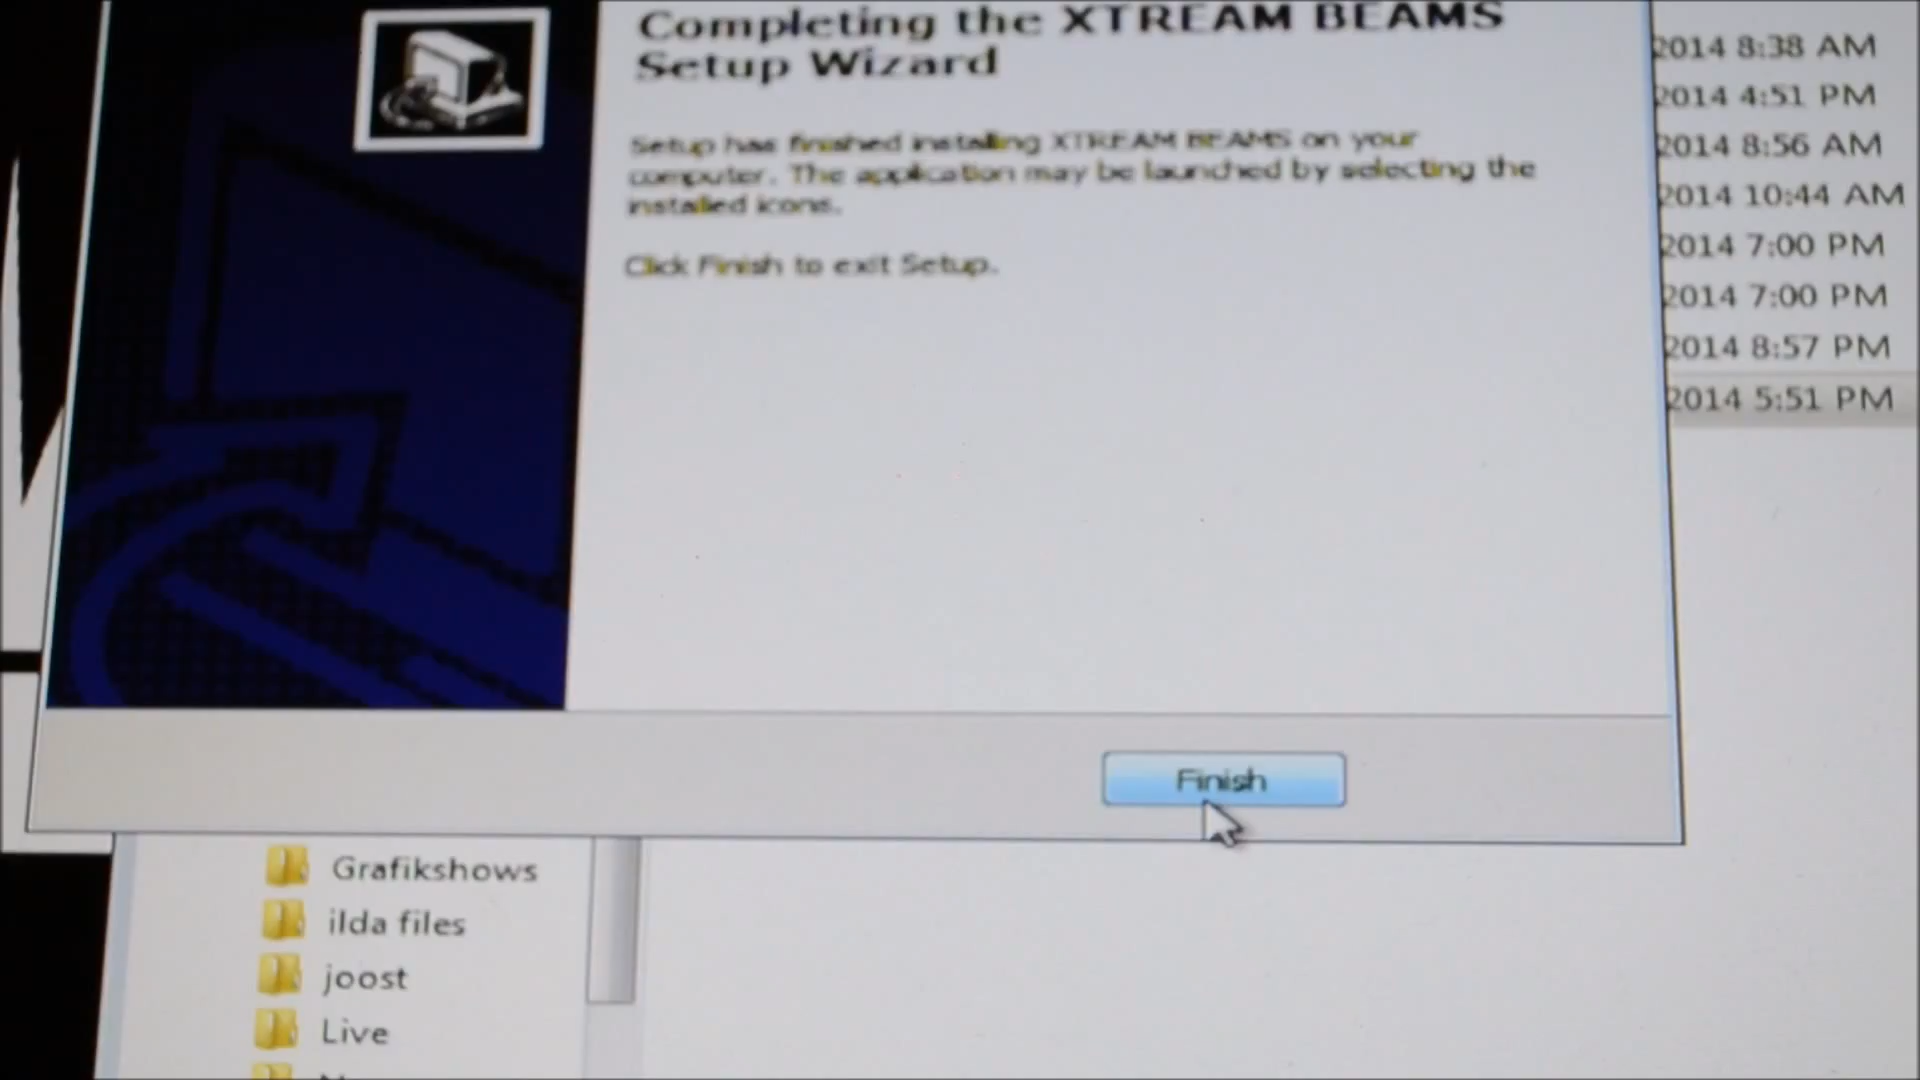 Completing the XTREAM BEAMS
Setup Wizard
Setup has finished installing XTREAM BEAMS on your
computer. The application may be launched by selecting the
installed icons.
Click Finish to exit Setup.
Finish
2014 8:38 AM
2014 4:51 PM
2014 8:56 AM
2014 10:44 AM
2014 7:00 PM
2014 7:00 PM
2014 8:57 PM
2014 5:51 PM
Grafikshows
ilda files
joost
Live